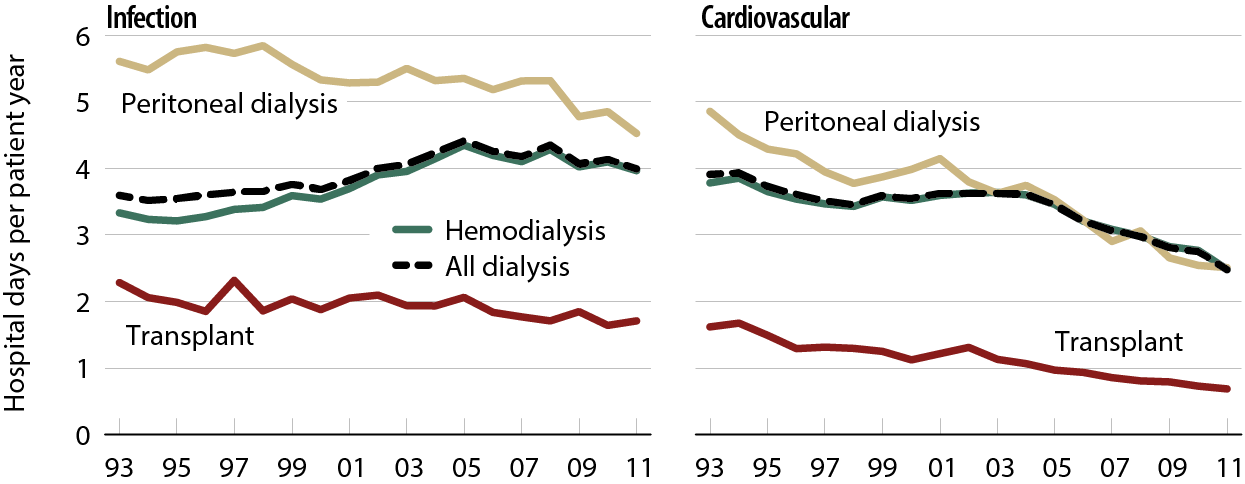 Infection
Cardiovascular
Hospital days per patient year
6
5
4
3
2
1
0
Peritoneal dialysis
Hemodialysis
All dialysis
Transplant
93 95 97 99 01 03 05 07 09 11
Peritoneal dialysis
Transplant
93 95 97 99 01 03 05 07 09 11